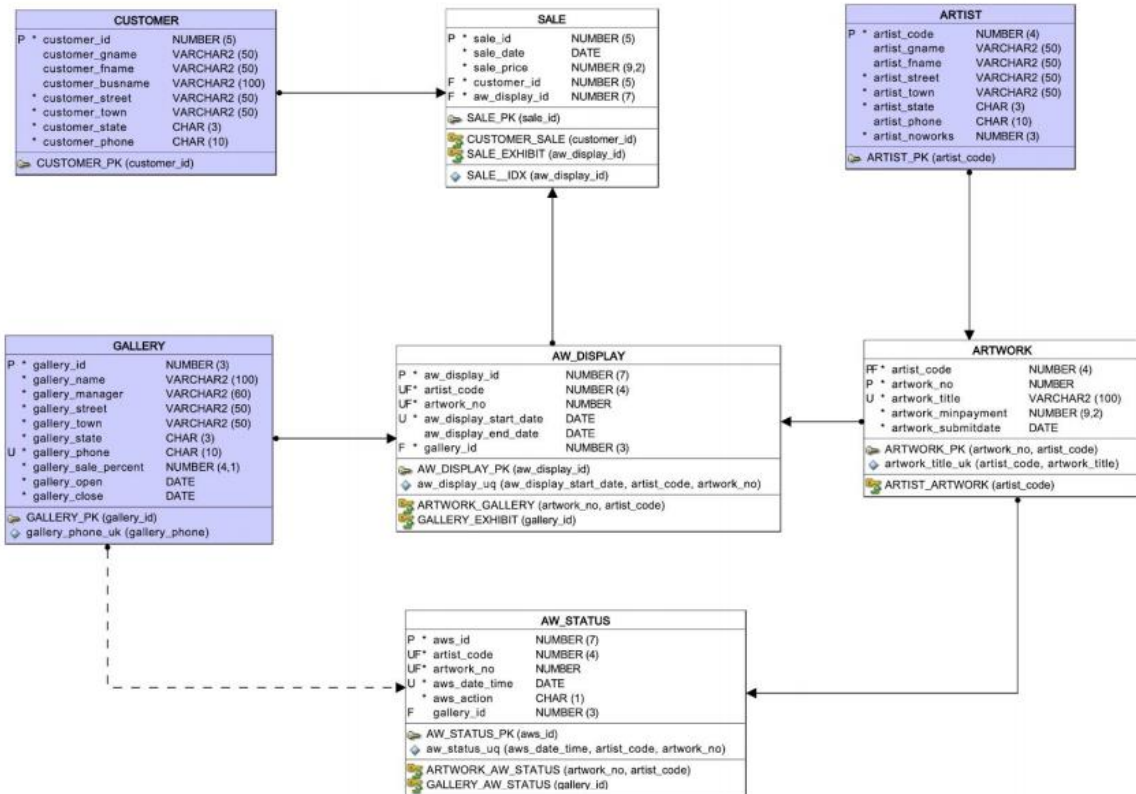 CUSTOMER
P * customer_id NUMBER (5)
customer_gname VARCHAR2 (50)
customer_fname VARCHAR2 (50)
customer_busname VARCHAR2 (100)
* customer_street VARCHAR2 (50)
* customer_town VARCHAR2 (50)
* customer_state CHAR (3)
* customer_phone CHAR (10)
CUSTOMER_PK (customer_id)
SALE
P * sale_id NUMBER (5)
* sale_date DATE
* sale_price NUMBER (9,2)
F * customer_id NUMBER (5)
F * aw_display_id NUMBER (7)
SALE_PK (sale_id)
CUSTOMER_SALE (customer_id)
SALE_EXHIBIT (aw_display_id)
SALE__IDX (aw_display_id)
ARTIST
P * artist_code NUMBER (4)
artist_gname VARCHAR2 (50)
artist_fname VARCHAR2 (50)
* artist_street VARCHAR2 (50)
* artist_town VARCHAR2 (50)
* artist_state CHAR (3)
artist_phone CHAR (10)
* artist_noworks NUMBER (3)
ARTIST_PK (artist_code)
GALLERY
P * gallery_id NUMBER (3)
* gallery_name VARCHAR2 (100)
* gallery_manager VARCHAR2 (60)
* gallery_street VARCHAR2 (50)
* gallery_town VARCHAR2 (50)
* gallery_state CHAR (3)
U * gallery_phone CHAR (10)
* gallery_sale_percent NUMBER (4,1)
* gallery_open DATE
* gallery_close DATE
GALLERY_PK (gallery_id)
gallery_phone_uk (gallery_phone)
AW_DISPLAY
P * aw_display_id NUMBER (7)
UF* artist_code NUMBER (4)
UF* artwork_no NUMBER
U * aw_display_start_date DATE
aw_display_end_date DATE
F * gallery_id NUMBER (3)
AW_DISPLAY_PK (aw_display_id)
aw_display_uq (aw_display_start_date, artist_code, artwork_no)
ARTWORK_GALLERY (artwork_no, artist_code)
GALLERY_EXHIBIT (gallery_id)
ARTWORK
PF* artist_code NUMBER (4)
P * artwork_no NUMBER
U * artwork_title VARCHAR2 (100)
* artwork_minpayment NUMBER (9,2)
* artwork_submitdate DATE
ARTWORK_PK (artwork_no, artist_code)
artwork_title_uk (artist_code, artwork_title)
ARTIST_ARTWORK (artist_code)
AW_STATUS
P * aws_id NUMBER (7)
UF* artist_code NUMBER (4)
UF* artwork_no NUMBER
U * aws_date_time DATE
* aws_action CHAR (1)
F gallery_id NUMBER (3)
AW_STATUS_PK (aws_id)
aw_status_uq (aws_date_time, artist_code, artwork_no)
ARTWORK_AW_STATUS (artwork_no, artist_code)
GALLERY_AW_STATUS (gallery_id)